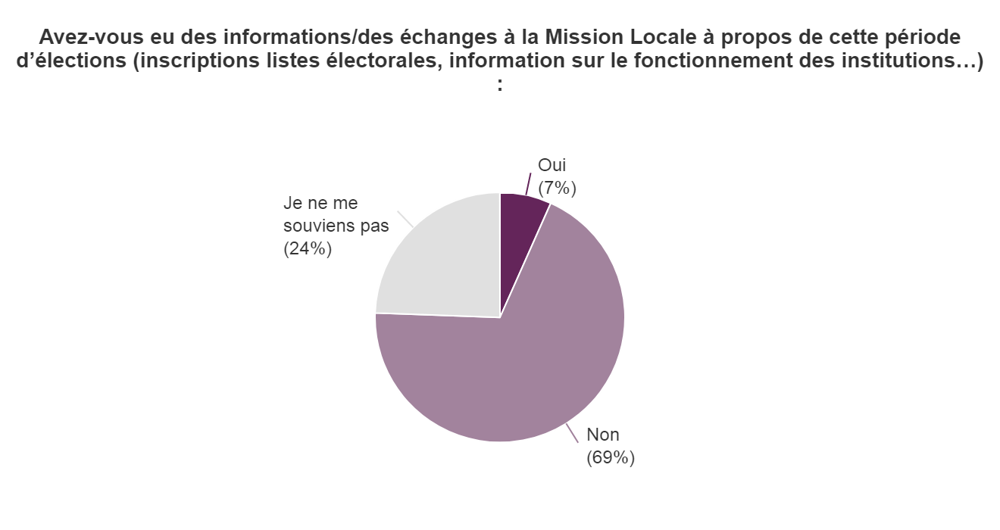 Avez-vous eu des informations/des échanges à la Mission Locale à propos de cette période
d’élections (inscriptions listes électorales, information sur le fonctionnement des institutions…)
:
Oui
(7%)
Je ne me
souviens pas
(24%)
Non
(69%)